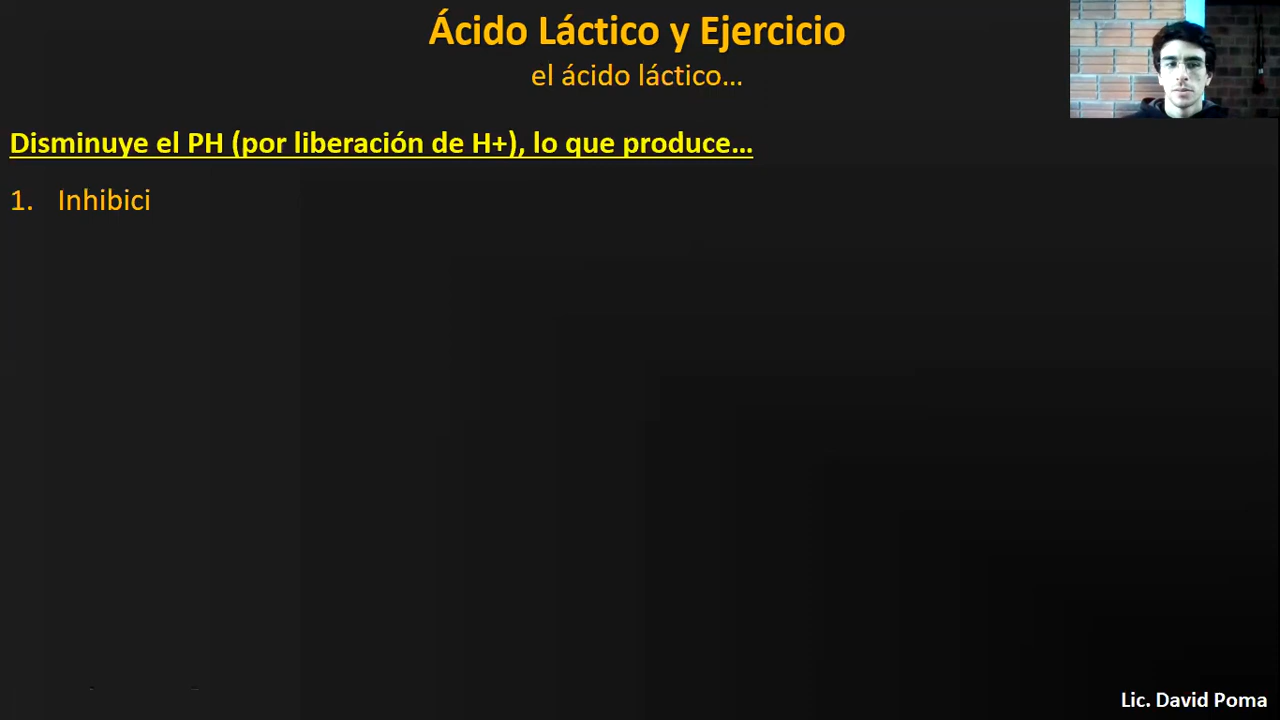 Ácido Láctico y Ejercicio
el ácido láctico...
Disminuye el PH (por liberación de H+), lo que produce...
1. Inhibici
Lic. David Poma